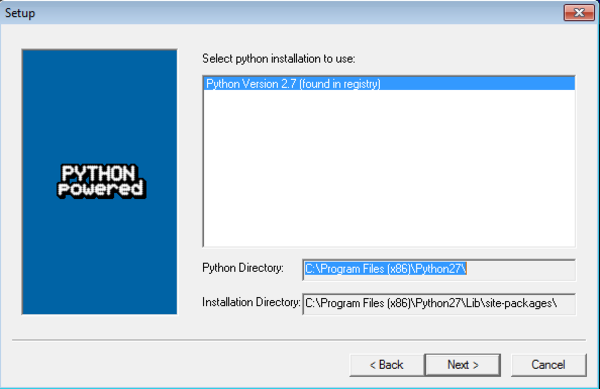 Setup
Select python installation to use:
Python Version 2.7 (found in registry)
PYTHON
powered
Python Directory: C:\Program Files (x86)\Python27\
Installation Directory: C:\Program Files (x86)\Python27\Lib\site-packages\
< Back Next > Cancel